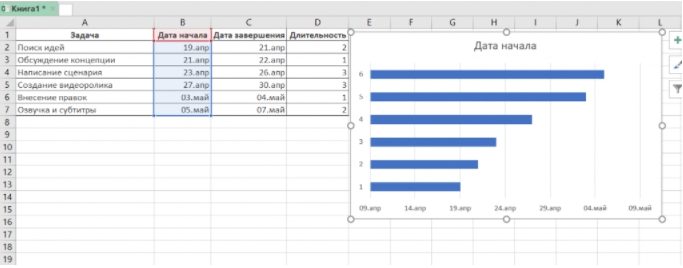 Книга1 *
A B C D E F G H I J K L
1 Задача Дата начала Дата завершения Длительность
2 Поиск идей 19.апр 21.апр 2
3 Обсуждение концепции 21.апр 22.апр 1
4 Написание сценария 23.апр 26.апр 3
5 Создание видеоролика 27.апр 30.апр 3
6 Внесение правок 03.май 04.май 1
7 Озвучка и субтитры 05.май 07.май 2
8
9
10
11
12
13
14
15
16
17
18
19
Дата начала
6
5
4
3
2
1
09.апр 14.апр 19.апр 24.апр 29.апр 04.май 09.май